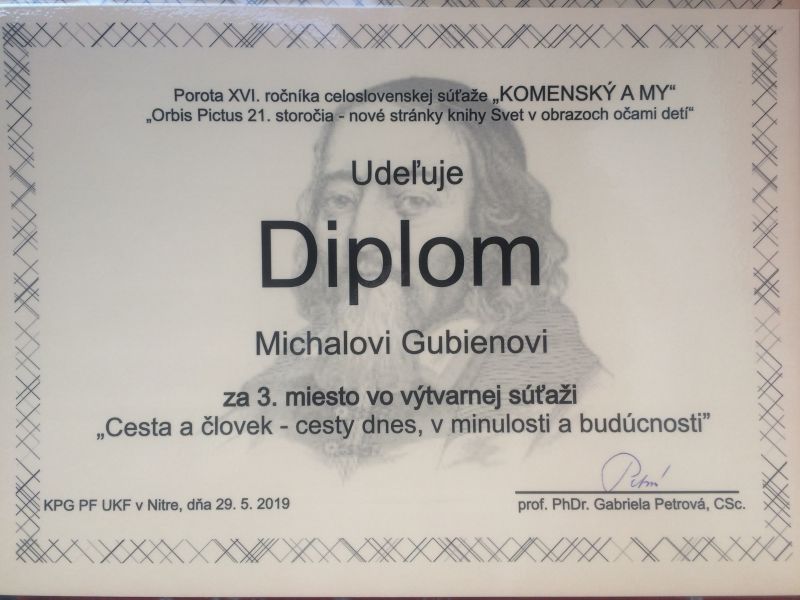 Porota XVI. ročníka celoslovenskej súťaže „KOMENSKÝ A MY“
„Orbis Pictus 21. storočia - nové stránky knihy Svet v obrazoch očami detí“
Udeľuje
Diplom
Michalovi Gubienovi
za 3. miesto vo výtvarnej súťaži
„Cesta a človek - cesty dnes, v minulosti a budúcnosti”
KPG PF UKF v Nitre, dňa 29. 5. 2019
prof. PhDr. Gabriela Petrová, CSc.